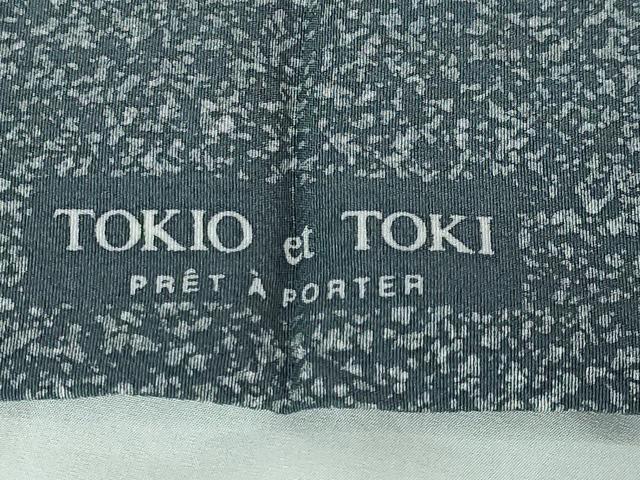 TOKIO et TOKI
PRÊT À PORTER